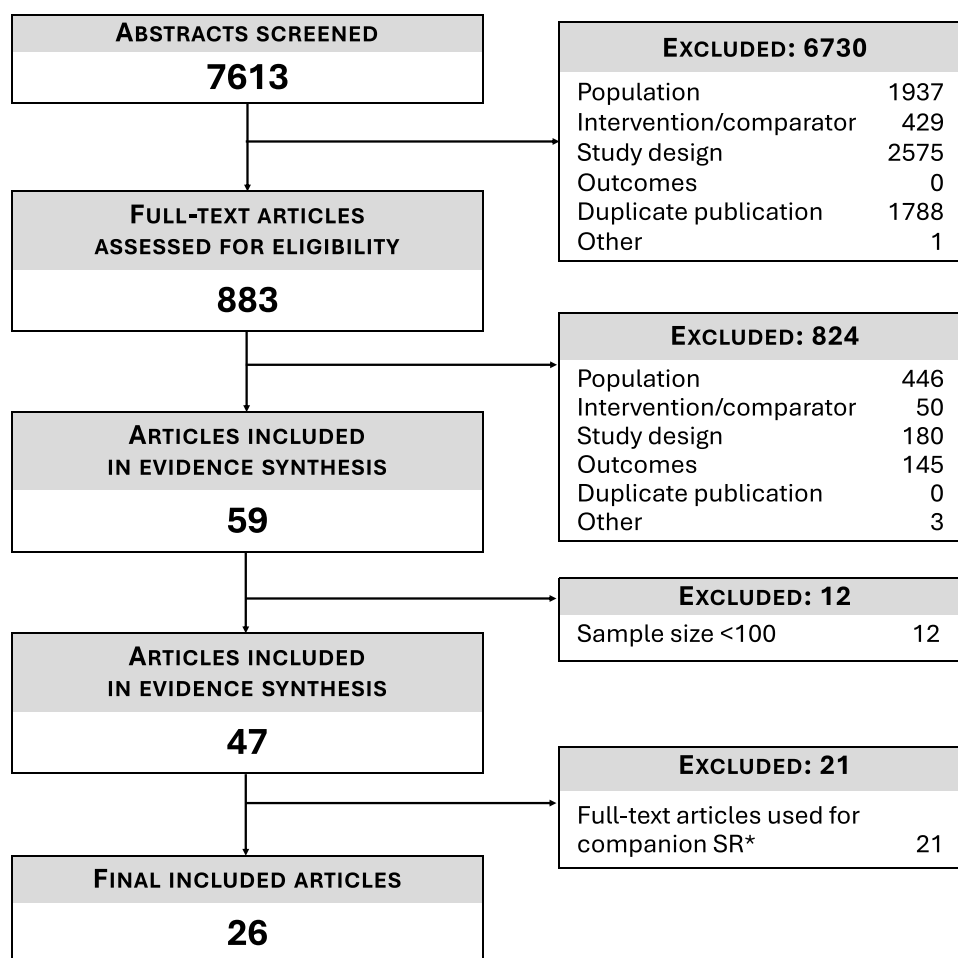 ABSTRACTS SCREENED
7613
EXCLUDED: 6730
Population 1937
Intervention/comparator 429
Study design 2575
Outcomes 0
Duplicate publication 1788
Other 1
FULL-TEXT ARTICLES
ASSESSED FOR ELIGIBILITY
883
EXCLUDED: 824
Population 446
Intervention/comparator 50
Study design 180
Outcomes 145
Duplicate publication 0
Other 3
ARTICLES INCLUDED
IN EVIDENCE SYNTHESIS
59
EXCLUDED: 12
Sample size <100 12
ARTICLES INCLUDED
IN EVIDENCE SYNTHESIS
47
EXCLUDED: 21
Full-text articles used for
companion SR* 21
FINAL INCLUDED ARTICLES
26